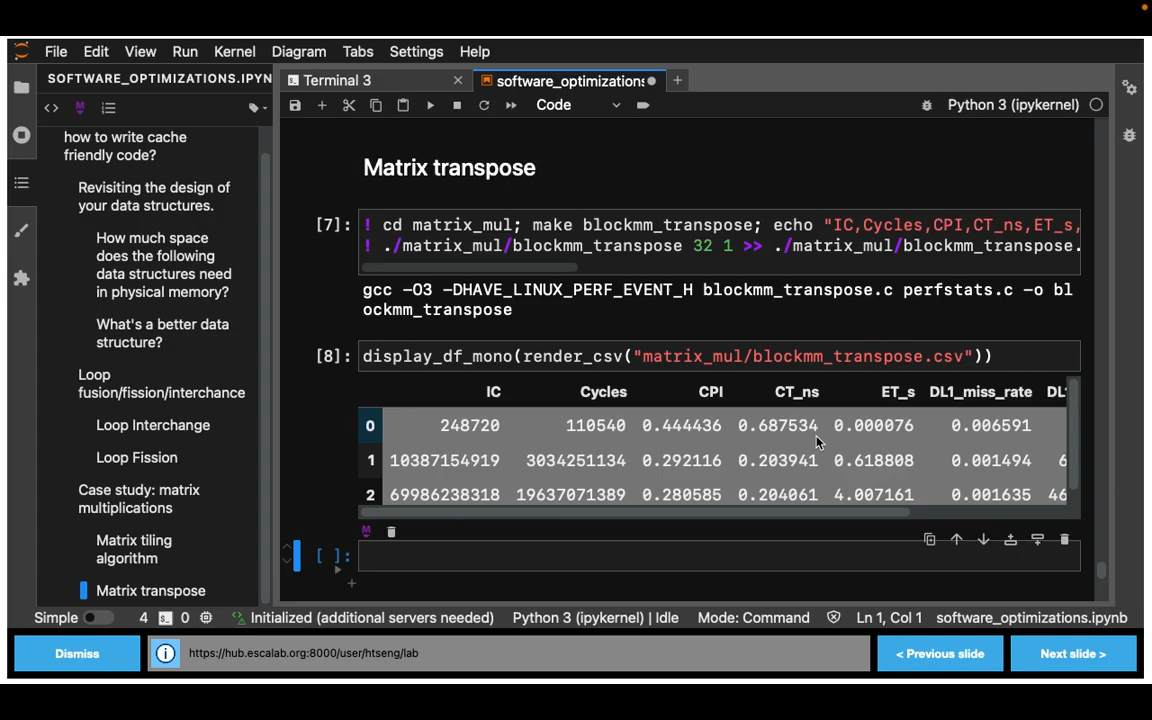 File Edit View Run Kernel Diagram Tabs Settings Help
SOFTWARE_OPTIMIZATIONS.IPYN
Terminal 3
software_optimizations
Code
Python 3 (ipykernel)
how to write cache
friendly code?
Revisiting the design of
your data structures.
How much space
does the following
data structures need
in physical memory?
What's a better data
structure?
Loop
fusion/fission/interchance
Loop Interchange
Loop Fission
Case study: matrix
multiplications
Matrix tiling
algorithm
Matrix transpose
Matrix transpose
[7]: ! cd matrix_mul; make blockmm_transpose; echo "IC,Cycles,CPI,CT_ns,ET_s,
! ./matrix_mul/blockmm_transpose 32 1 >> ./matrix_mul/blockmm_transpose.
gcc -O3 -DHAVE_LINUX_PERF_EVENT_H blockmm_transpose.c perfstats.c -o bl
ockmm_transpose
[8]: display_df_mono(render_csv("matrix_mul/blockmm_transpose.csv"))
IC Cycles CPI CT_ns ET_s DL1_miss_rate DL1
0 248720 110540 0.444436 0.687534 0.000076 0.006591
1 10387154919 3034251134 0.292116 0.203941 0.618808 0.001494 6
2 69986238318 19637071389 0.280585 0.204061 4.007161 0.001635 46
[ ]:
Simple 4 0 Initialized (additional servers needed) Python 3 (ipykernel) | Idle Mode: Command Ln 1, Col 1 software_optimizations.ipynb
Dismiss https://hub.escalab.org:8000/user/htseng/lab < Previous slide Next slide >